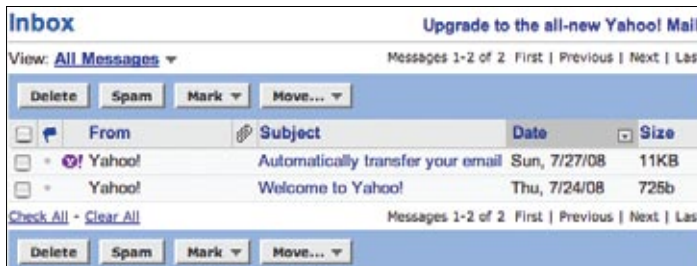 Inbox Upgrade to the all-new Yahoo! Mail
View: All Messages Messages 1-2 of 2 First | Previous | Next | Las
Delete Spam Mark Move...
From Subject Date Size
Y! Yahoo! Automatically transfer your email Sun, 7/27/08 11KB
Yahoo! Welcome to Yahoo! Thu, 7/24/08 725b
Check All - Clear All Messages 1-2 of 2 First | Previous | Next | Las
Delete Spam Mark Move...